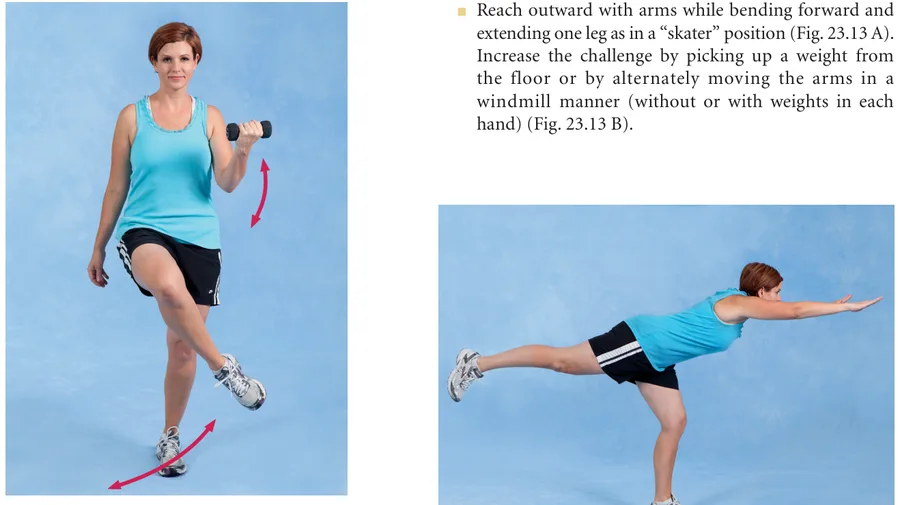 Reach outward with arms while bending forward and
extending one leg as in a “skater” position (Fig. 23.13 A).
Increase the challenge by picking up a weight from
the floor or by alternately moving the arms in a
windmill manner (without or with weights in each
hand) (Fig. 23.13 B).